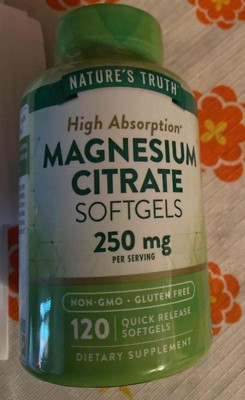 NATURE'S TRUTH
High Absorption*
MAGNESIUM
CITRATE
SOFTGELS
250 mg
PER SERVING
NON-GMO • GLUTEN FREE
120 QUICK RELEASE
SOFTGELS
DIETARY SUPPLEMENT